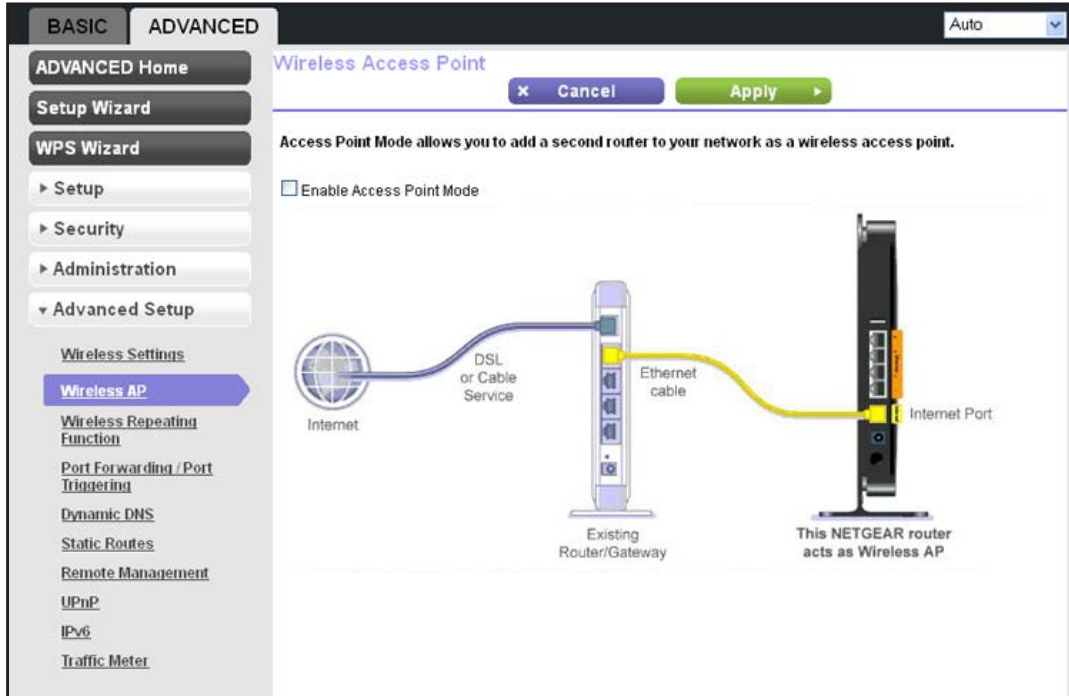 BASIC
ADVANCED
Auto
ADVANCED Home
Setup Wizard
WPS Wizard
Setup
Security
Administration
Advanced Setup
Wireless Settings
Wireless AP
Wireless Repeating
Function
Port Forwarding / Port
Triggering
Dynamic DNS
Static Routes
Remote Management
UPnP
IPv6
Traffic Meter
Wireless Access Point
Cancel
Apply
Access Point Mode allows you to add a second router to your network as a wireless access point.
Enable Access Point Mode
Internet
DSL
or Cable
Service
Ethernet
cable
Internet Port
Existing
Router/Gateway
This NETGEAR router
acts as Wireless AP